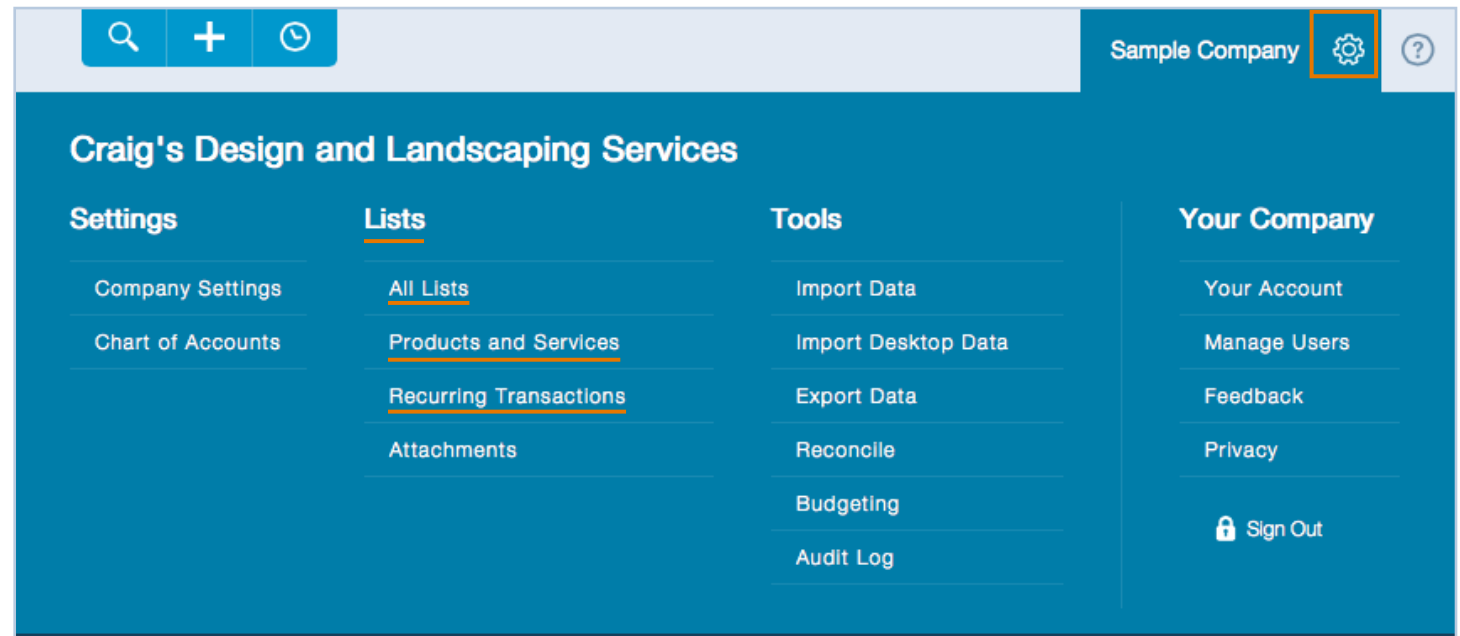 Sample Company
?
Craig's Design and Landscaping Services
Settings
Company Settings
Chart of Accounts
Lists
All Lists
Products and Services
Recurring Transactions
Attachments
Tools
Import Data
Import Desktop Data
Export Data
Reconcile
Budgeting
Audit Log
Your Company
Your Account
Manage Users
Feedback
Privacy
Sign Out